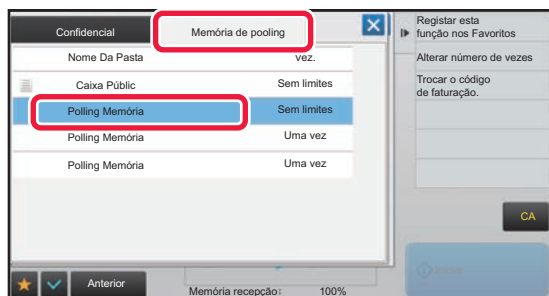 Confidencial
Memória de pooling
Nome Da Pasta
vez.
Caixa Públic
Sem limites
Polling Memória
Sem limites
Polling Memória
Uma vez
Polling Memória
Uma vez
Anterior
Memória recepção:
100%
Registar esta
função nos Favoritos
Alterar número de vezes
Trocar o código
de faturação.
CA
Iniciar